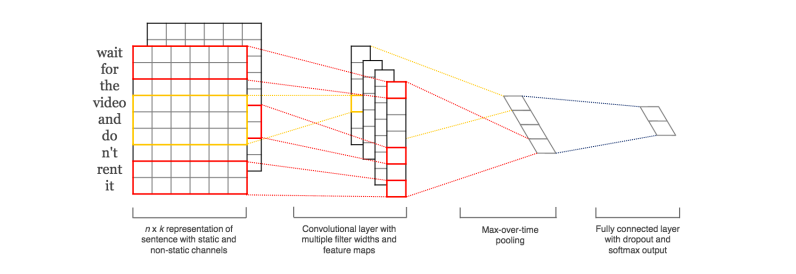 wait
for
the
video
and
do
n't
rent
it
n x k representation of
sentence with static and
non-static channels
Convolutional layer with
multiple filter widths and
feature maps
Max-over-time
pooling
Fully connected layer
with dropout and
softmax output